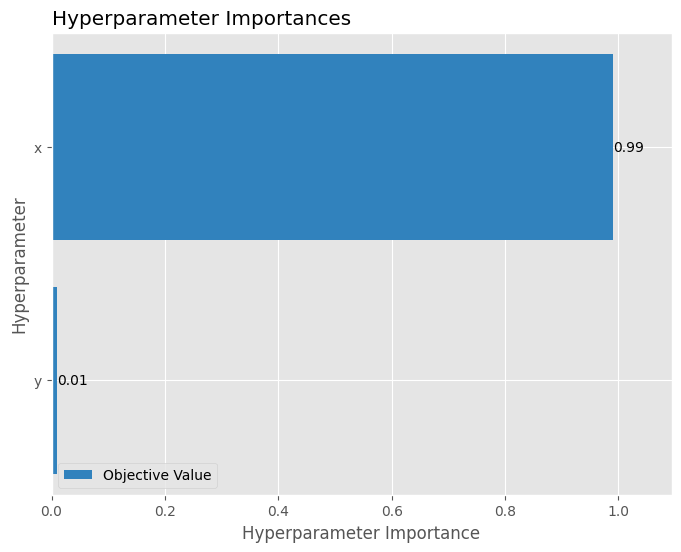 Hyperparameter Importances
Hyperparameter
x
0.99
y
0.01
Objective Value
0.0 0.2 0.4 0.6 0.8 1.0
Hyperparameter Importance